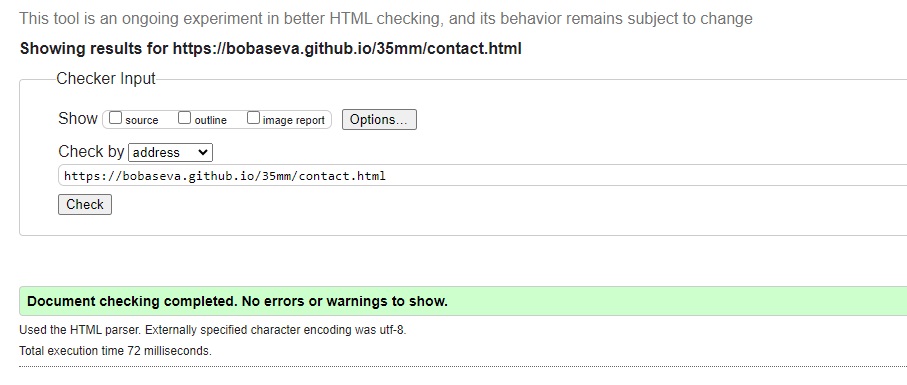 This tool is an ongoing experiment in better HTML checking, and its behavior remains subject to change
Showing results for https://bobaseva.github.io/35mm/contact.html
Checker Input
Show source outline image report Options...
Check by address
https://bobaseva.github.io/35mm/contact.html
Check
Document checking completed. No errors or warnings to show.
Used the HTML parser. Externally specified character encoding was utf-8.
Total execution time 72 milliseconds.